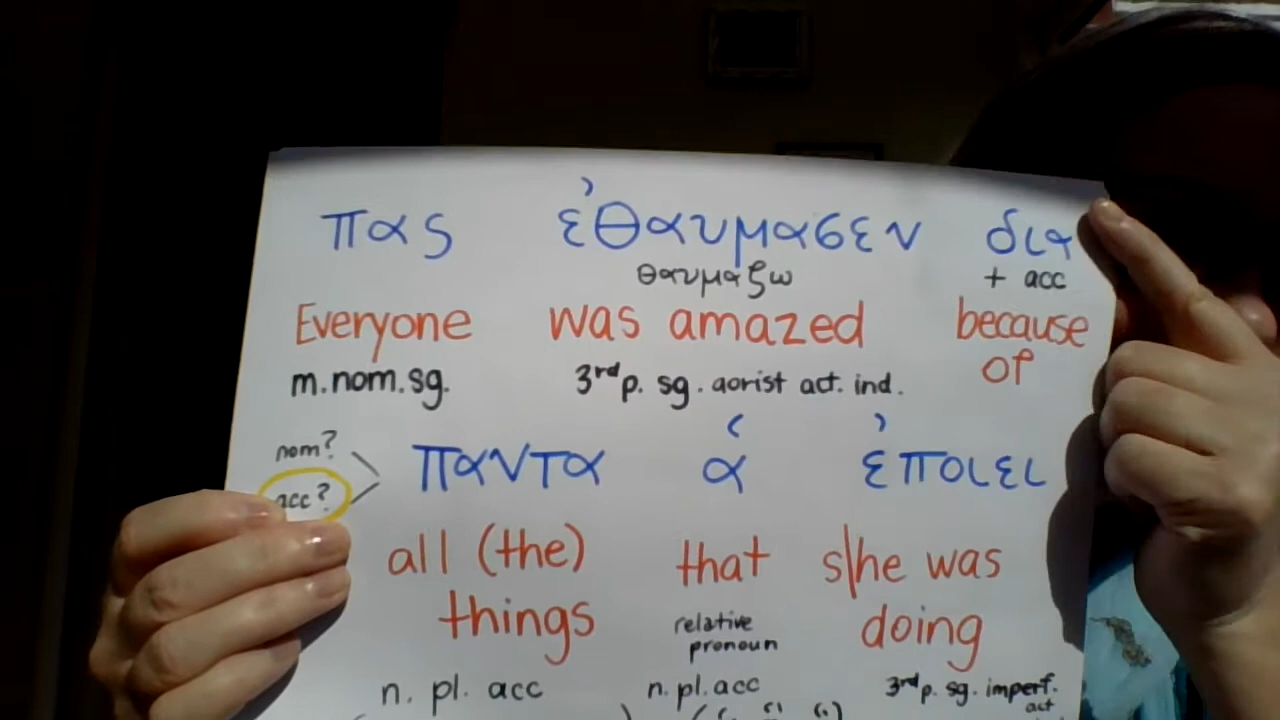 πας ἐθαυμασεν δια
θαυμαζω + acc
Everyone was amazed because of
m.nom.sg. 3rd p. sg. aorist act. ind.
nom?
acc?
παντα ἁ ἐποιει
all (the) things that s|he was doing
relative pronoun
n. pl. acc n. pl. acc 3rd p. sg. imperf. act